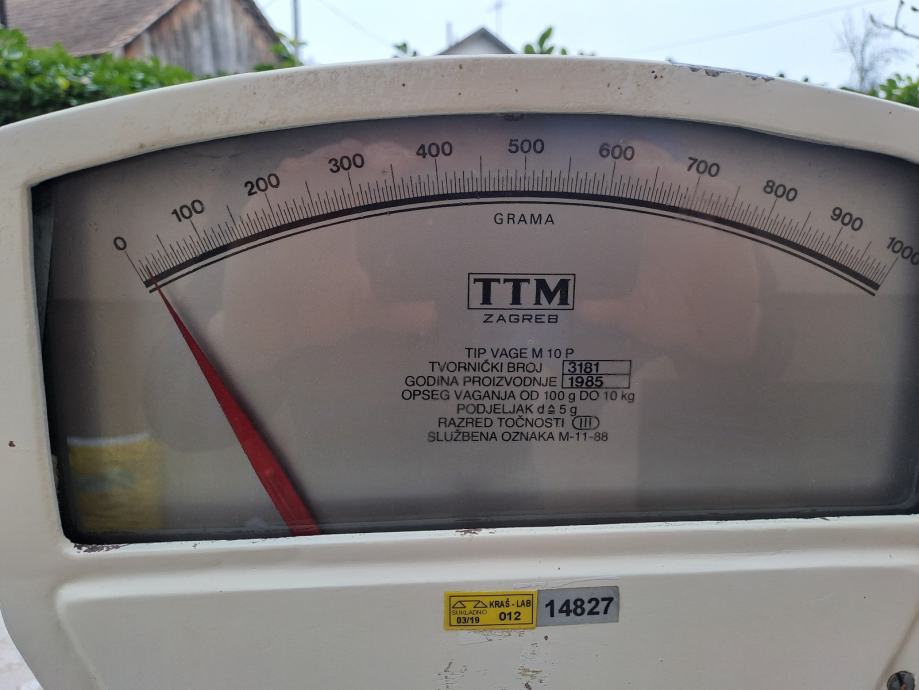 0 100 200 300 400 500 600 700 800 900 1000
GRAMA
TTM
ZAGREB
TIP VAGE M 10 P
TVORNIČKI BROJ 3181
GODINA PROIZVODNJE 1985
OPSEG VAGANJA OD 100 g DO 10 kg
PODJELJAK d ≙ 5 g
RAZRED TOČNOSTI III
SLUŽBENA OZNAKA M-11-88
KRAŠ - LAB
SUKLADNO
03/19 012
14827